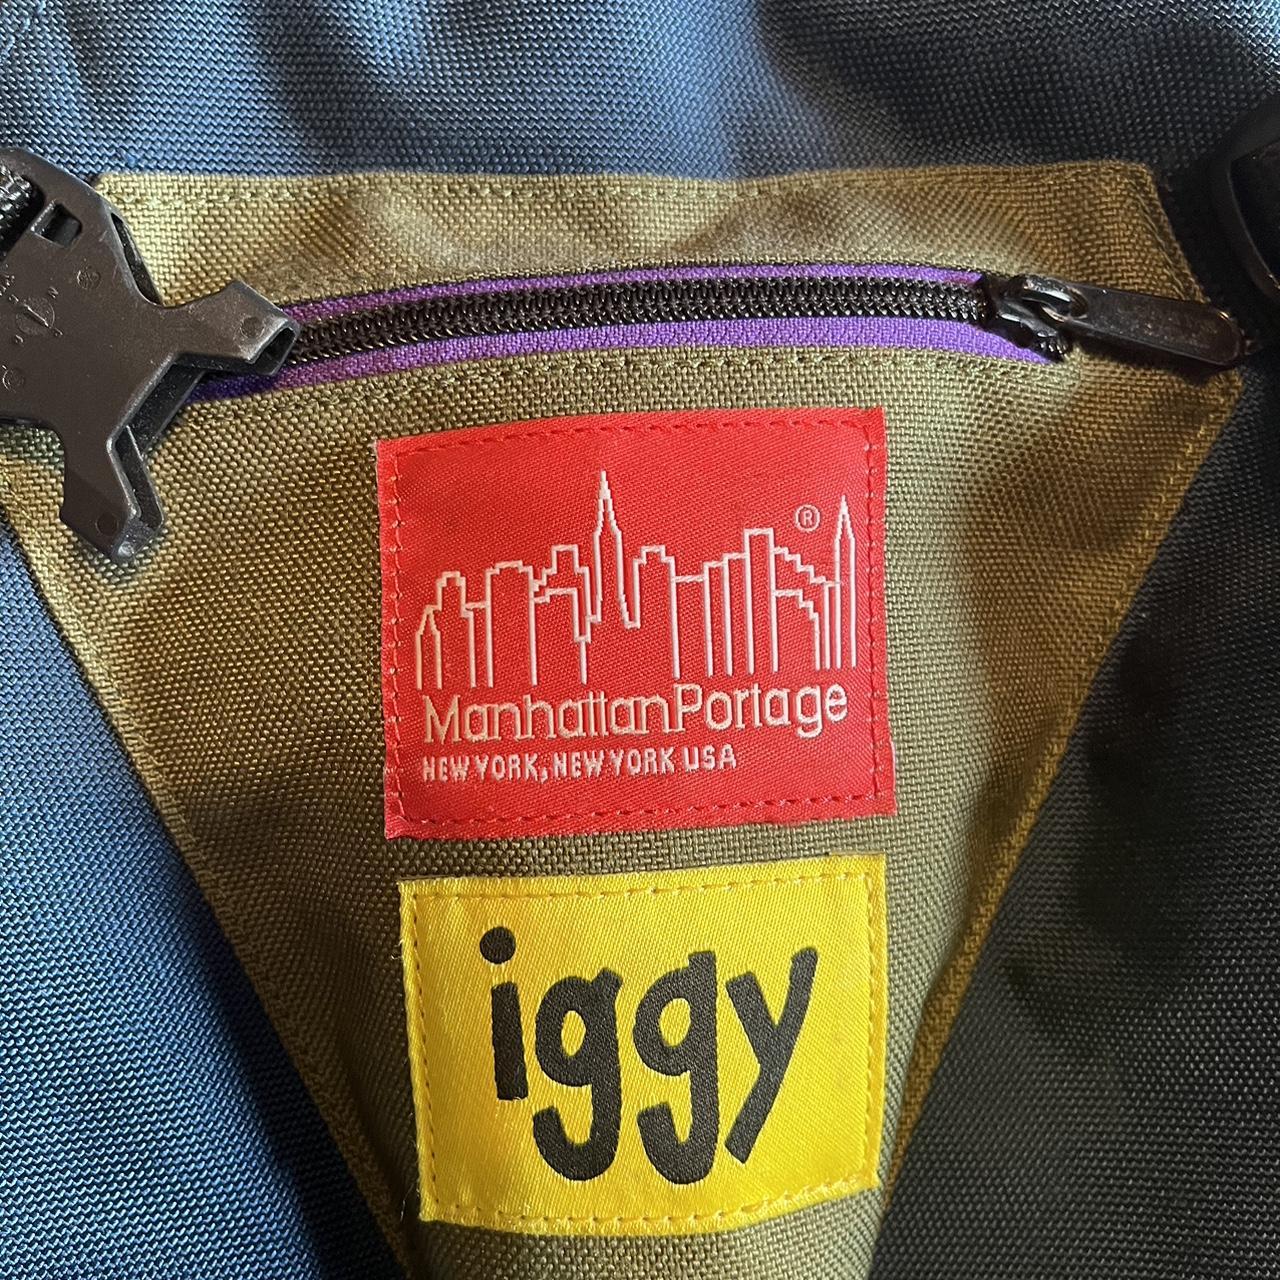 ®
ManhattanPortage
NEW YORK, NEW YORK USA
iggy